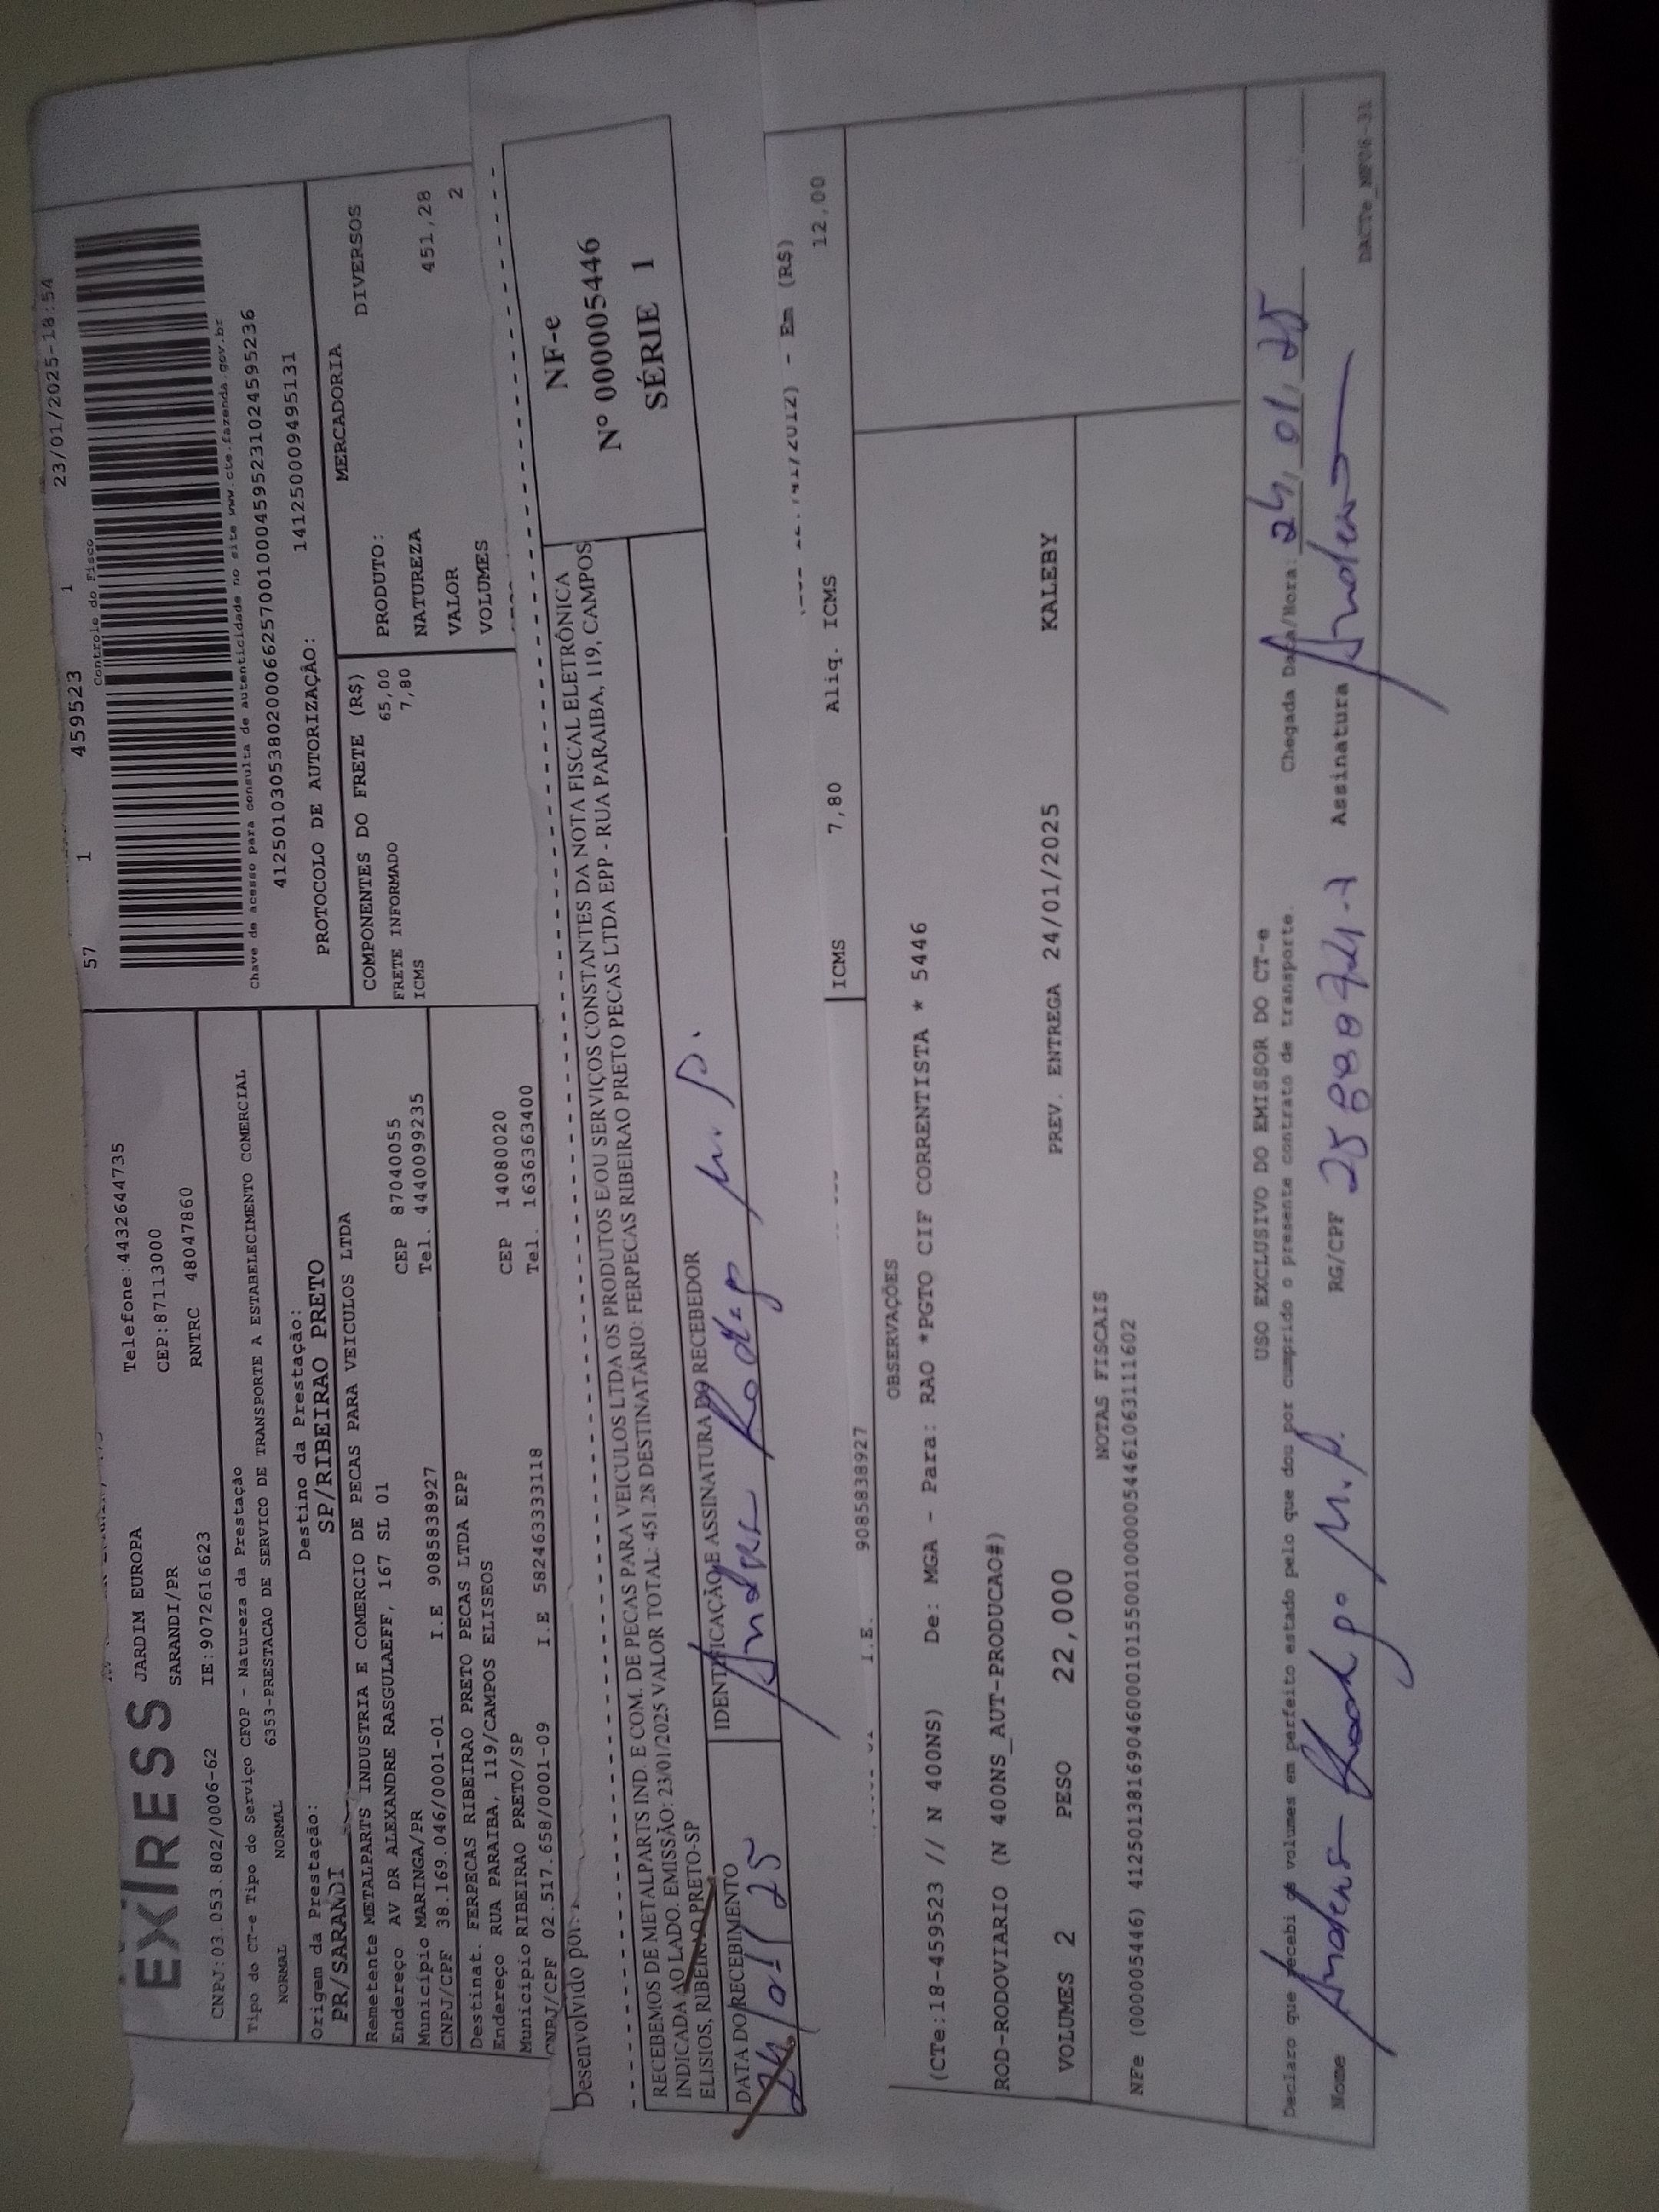 57 1 459523 1 23/01/2025-18:54
EXPRESS
JARDIM EUROPA Telefone:4432644735
SARANDI/PR CEP:87113000
CNPJ:03.053.802/0006-62 IE:9072616623 RNTRC 48047860
Controle do Fisco
Chave de acesso para consulta de autenticidade no site www.cte.fazenda.gov.br
41250103053802000662570010004595231024595236
PROTOCOLO DE AUTORIZAÇÃO: 141250009495131
Tipo do CT-e Tipo do Serviço CFOP - Natureza da Prestação
NORMAL NORMAL 6353-PRESTACAO DE SERVICO DE TRANSPORTE A ESTABELECIMENTO COMERCIAL
Origem da Prestação: Destino da Prestação:
PR/SARANDI SP/RIBEIRAO PRETO
Remetente METALPARTS INDUSTRIA E COMERCIO DE PECAS PARA VEICULOS LTDA
Endereço AV DR ALEXANDRE RASGULAEFF, 167 SL 01
Município MARINGA/PR CEP 87040055
CNPJ/CPF 38.169.046/0001-01 I.E 9085838927 Tel. 4440099235
Destinat. FERPECAS RIBEIRAO PRETO PECAS LTDA EPP
Endereço RUA PARAIBA, 119/CAMPOS ELISEOS
Município RIBEIRAO PRETO/SP CEP 14080020
CNPJ/CPF 02.517.658/0001-09 I.E 582463333118 Tel. 1636363400
COMPONENTES DO FRETE (R$)
FRETE INFORMADO 65,00
ICMS 7,80
MERCADORIA
PRODUTO: DIVERSOS
NATUREZA
VALOR 451,28
VOLUMES 2
Desenvolvido por:
RECEBEMOS DE METALPARTS IND. E COM. DE PECAS PARA VEICULOS LTDA OS PRODUTOS E/OU SERVIÇOS CONSTANTES DA NOTA FISCAL ELETRÔNICA
INDICADA AO LADO. EMISSÃO: 23/01/2025 VALOR TOTAL: 451.28 DESTINATÁRIO: FERPECAS RIBEIRAO PRETO PECAS LTDA EPP - RUA PARAIBA, 119, CAMPOS
ELISIOS, RIBEIRAO PRETO-SP
DATA DO RECEBIMENTO IDENTIFICAÇÃO E ASSINATURA DO RECEBEDOR
24/01/25
NF-e
Nº 000005446
SÉRIE 1
- Em (R$)
I.E. 9085838927 ICMS 7,80 Aliq. ICMS 12,00
OBSERVAÇÕES
(CTe:18-459523 // N 400NS) De: MGA - Para: RAO *PGTO CIF CORRENTISTA * 5446
ROD-RODOVIARIO (N 400NS_AUT-PRODUCAO#)
VOLUMES 2 PESO 22,000 PREV. ENTREGA 24/01/2025 KALEBY
NOTAS FISCAIS
NFe (000005446) 41250138169046000101550010000054461063111602
USO EXCLUSIVO DO EMISSOR DO CT-e
Declaro que recebi os volumes em perfeito estado pelo que dou por cumprido o presente contrato de transporte. Chegada Data/Hora: 24/01/25
Nome RG/CPF Assinatura
DACTe_NF06-31